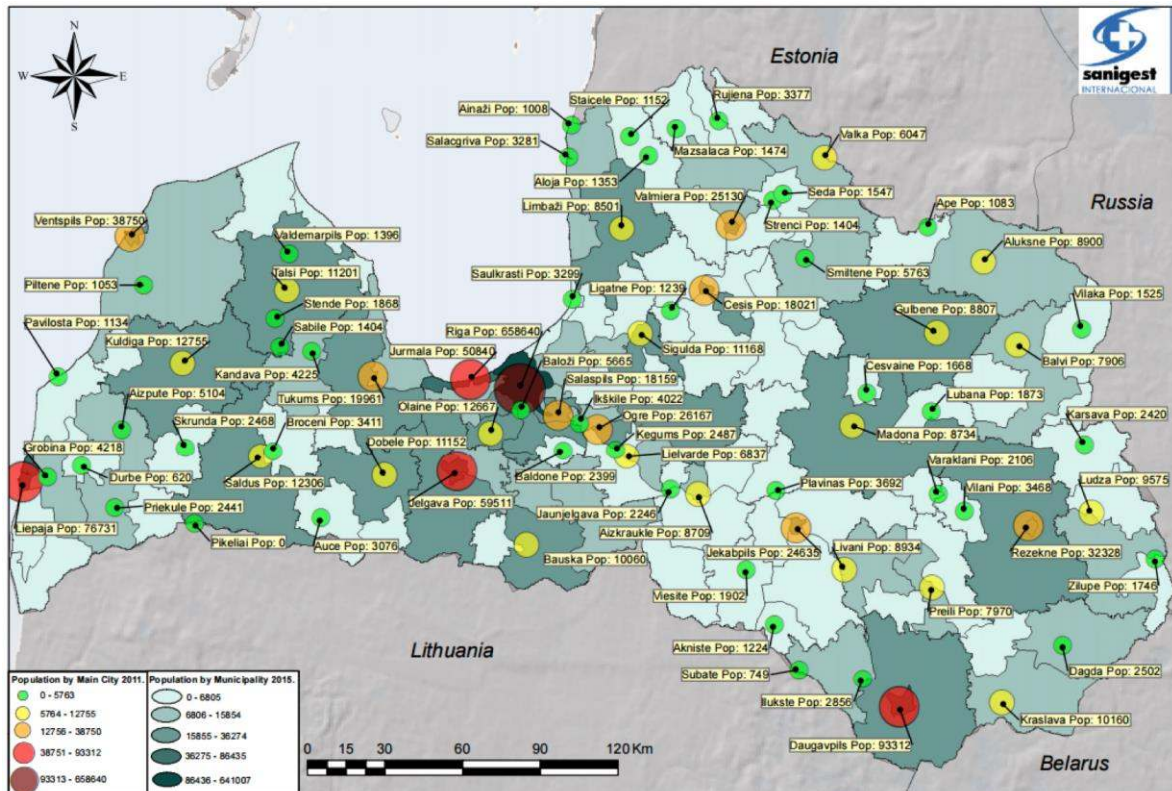 N
W
E
S
Estonia
sanigest
INTERNACIONAL
Staicele Pop: 1152
Rujiena Pop: 3377
Ainaži Pop: 1008
Valka Pop: 6047
Salacgriva Pop: 3281
Mazsalaca Pop: 1474
Aloja Pop: 1353
Valmiera Pop: 25130
Seda Pop: 1547
Limbaži Pop: 8501
Russia
Ventspils Pop: 38750
Strenci Pop: 1404
Ape Pop: 1083
Valdemarpils Pop: 1396
Aluksne Pop: 8900
Talsi Pop: 11201
Saulkrasti Pop: 3299
Smiltene Pop: 5763
Piltene Pop: 1053
Ligatne Pop: 1239
Stende Pop: 1868
Cesis Pop: 18021
Vilaka Pop: 1525
Pavilosta Pop: 1134
Gulbene Pop: 8807
Sabile Pop: 1404
Riga Pop: 658640
Kuldiga Pop: 12755
Sigulda Pop: 11168
Jurmala Pop: 50840
Baloži Pop: 5665
Balvi Pop: 7906
Kandava Pop: 4225
Salaspils Pop: 18159
Cesvaine Pop: 1668
Aizpute Pop: 5104
Tukums Pop: 19961
Ikškile Pop: 4022
Lubana Pop: 1873
Olaine Pop: 12667
Ogre Pop: 26167
Karsava Pop: 2420
Skrunda Pop: 2468
Broceni Pop: 3411
Madona Pop: 8734
Grobina Pop: 4218
Dobele Pop: 11152
Kegums Pop: 2487
Lielvarde Pop: 6837
Varaklani Pop: 2106
Durbe Pop: 620
Baldone Pop: 2399
Ludza Pop: 9575
Saldus Pop: 12306
Plavinas Pop: 3692
Vilani Pop: 3468
Priekule Pop: 2441
Jelgava Pop: 59511
Jaunjelgava Pop: 2246
Liepaja Pop: 76731
Aizkraukle Pop: 8709
Pikeliai Pop: 0
Auce Pop: 3076
Bauska Pop: 10060
Jekabpils Pop: 24635
Livani Pop: 8934
Rezekne Pop: 32328
Zilupe Pop: 1746
Viesite Pop: 1902
Preili Pop: 7970
Akniste Pop: 1224
Lithuania
Subate Pop: 749
Dagda Pop: 2502
Ilukste Pop: 2856
Kraslava Pop: 10160
Daugavpils Pop: 93312
Belarus
Population by Main City 2011.
0 - 5763
5764 - 12755
12756 - 38750
38751 - 93312
93313 - 658640
Population by Municipality 2015.
0 - 6805
6806 - 15854
15855 - 36274
36275 - 86435
86436 - 641007
0 30 60 90 120 Km